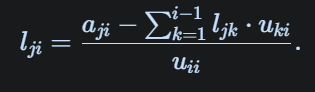 l_{ji} = \frac{a_{ji} - \sum_{k=1}^{i-1} l_{jk} \cdot u_{ki}}{u_{ii}}.